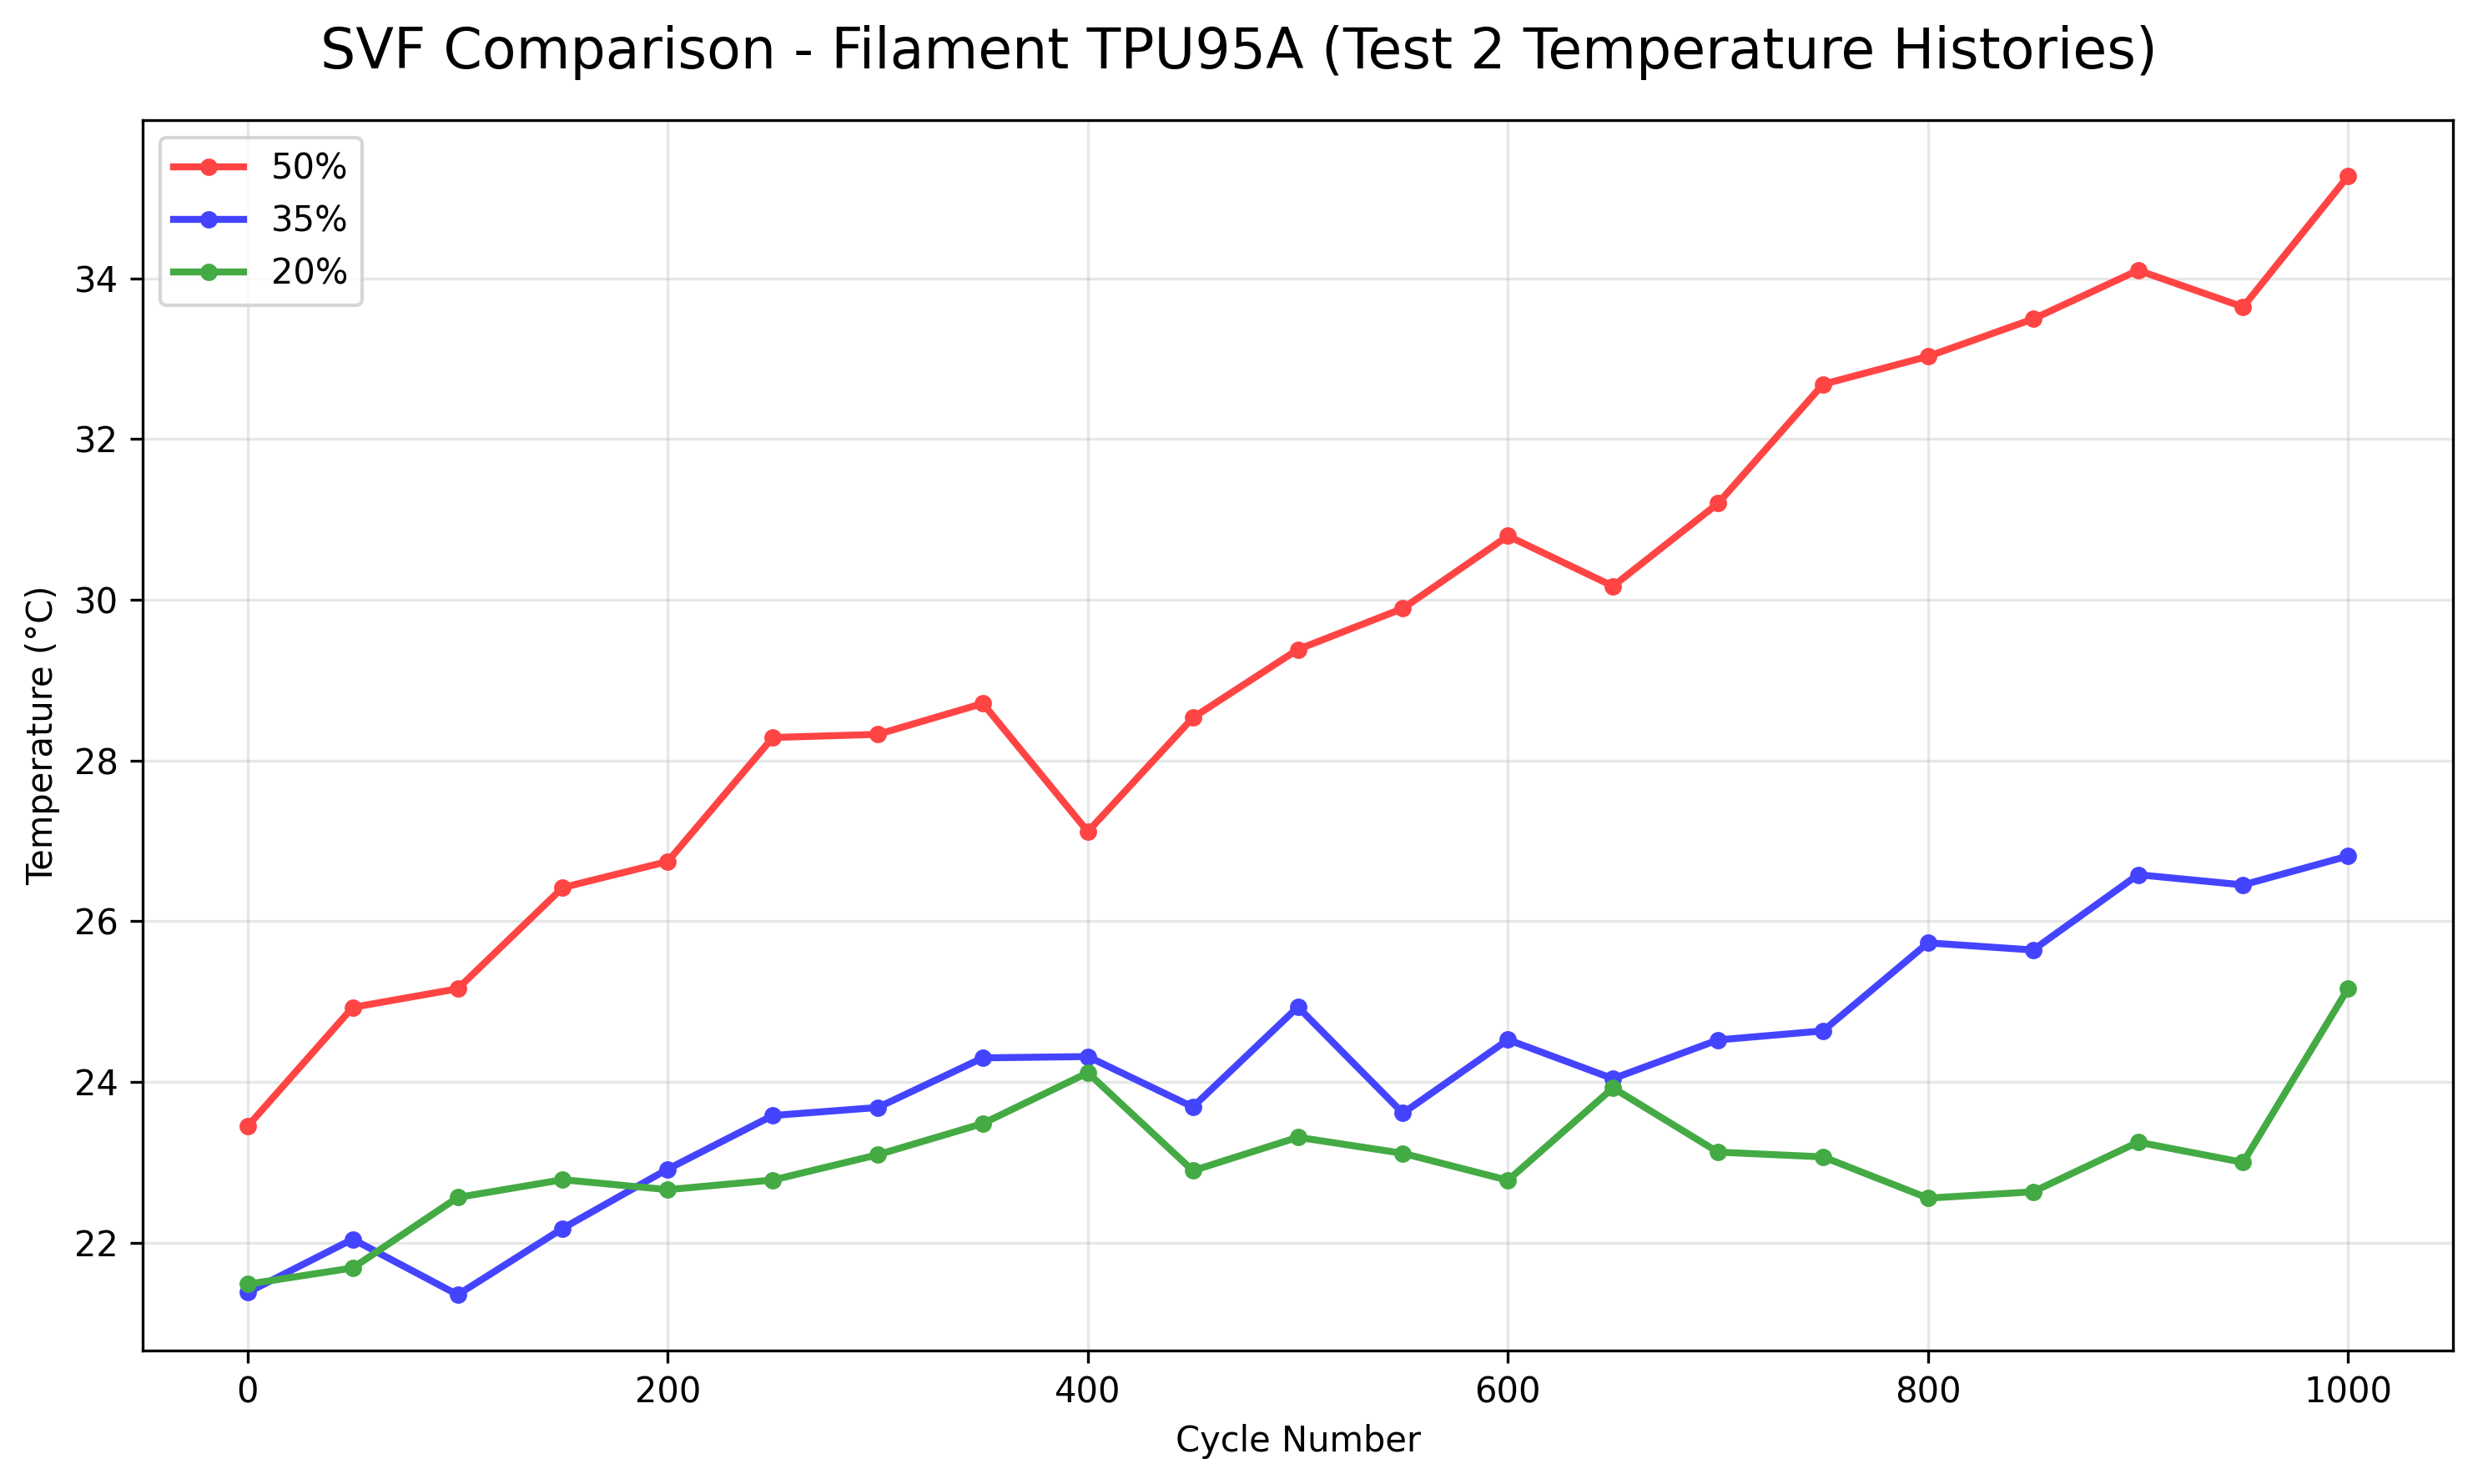 SVF Comparison - Filament TPU95A (Test 2 Temperature Histories)
50%
35%
20%
Temperature (°C)
34
32
30
28
26
24
22
0 200 400 600 800 1000
Cycle Number